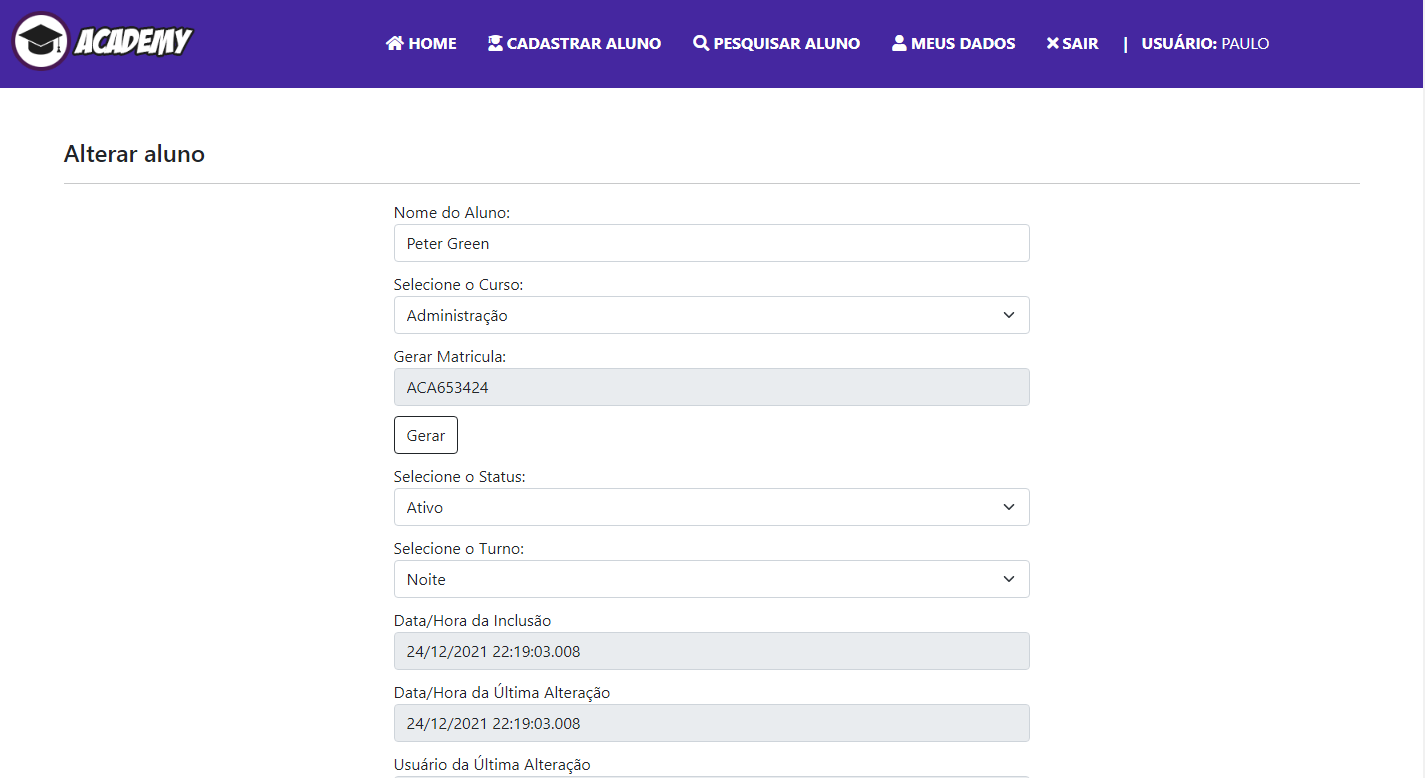 ACADEMY
HOME CADASTRAR ALUNO PESQUISAR ALUNO MEUS DADOS SAIR | USUÁRIO: PAULO
Alterar aluno
Nome do Aluno:
Peter Green
Selecione o Curso:
Administração
Gerar Matricula:
ACA653424
Gerar
Selecione o Status:
Ativo
Selecione o Turno:
Noite
Data/Hora da Inclusão
24/12/2021 22:19:03.008
Data/Hora da Última Alteração
24/12/2021 22:19:03.008
Usuário da Última Alteração